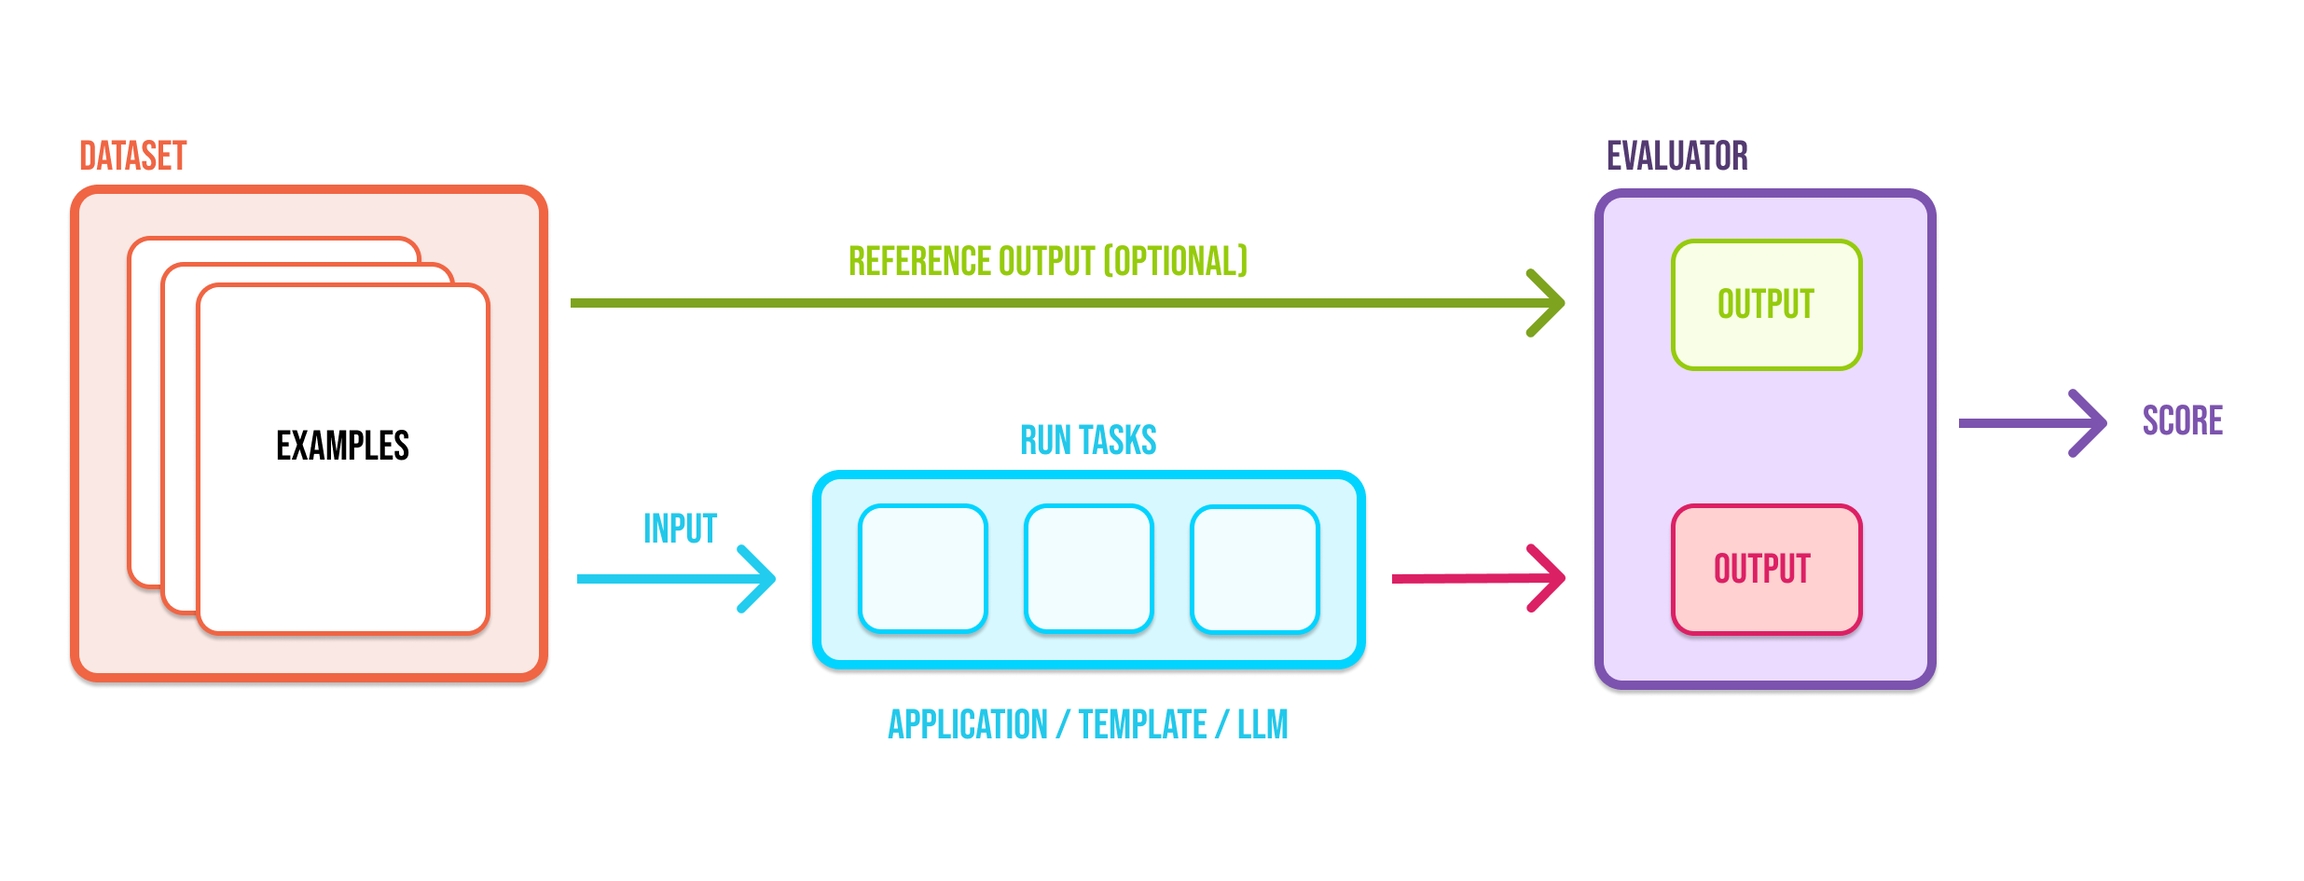 DATASET
EXAMPLES
REFERENCE OUTPUT (OPTIONAL)
INPUT
RUN TASKS
APPLICATION / TEMPLATE / LLM
EVALUATOR
OUTPUT
OUTPUT
SCORE